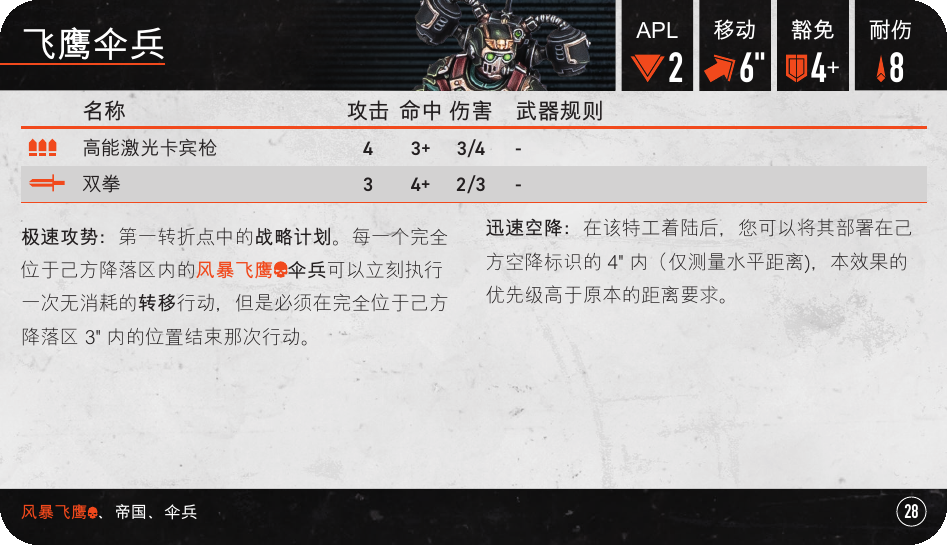 飞鹰伞兵
APL 移动 豁免 耐伤
2 6" 4+ 8
名称 攻击 命中 伤害 武器规则
高能激光卡宾枪 4 3+ 3/4 -
双拳 3 4+ 2/3 -
极速攻势：第一转折点中的战略计划。每一个完全
位于己方降落区内的风暴飞鹰伞兵可以立刻执行
一次无消耗的转移行动，但是必须在完全位于己方
降落区 3" 内的位置结束那次行动。
迅速空降：在该特工着陆后，您可以将其部署在己
方空降标识的 4" 内（仅测量水平距离)，本效果的
优先级高于原本的距离要求。
风暴飞鹰、帝国、伞兵
28